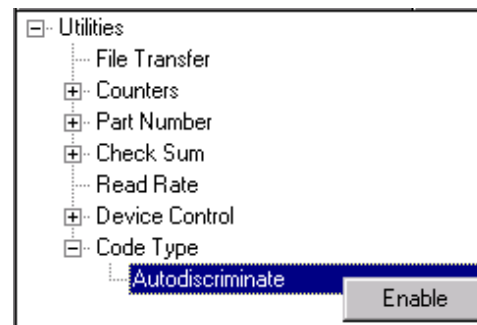 Utilities
File Transfer
Counters
Part Number
Check Sum
Read Rate
Device Control
Code Type
Autodiscriminate
Enable